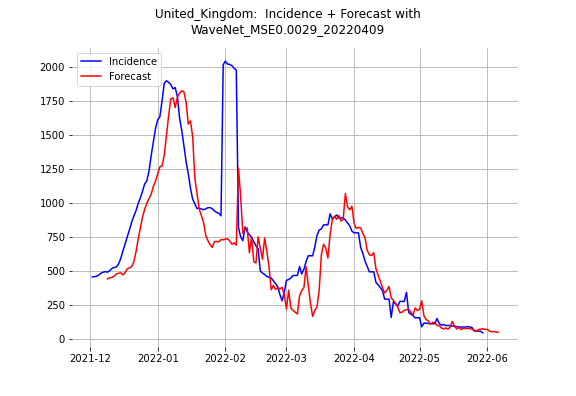 United_Kingdom:  Incidence + Forecast with
WaveNet_MSE0.0029_20220409
Incidence
Forecast
2000
1750
1500
1250
1000
750
500
250
0
2021-12 2022-01 2022-02 2022-03 2022-04 2022-05 2022-06